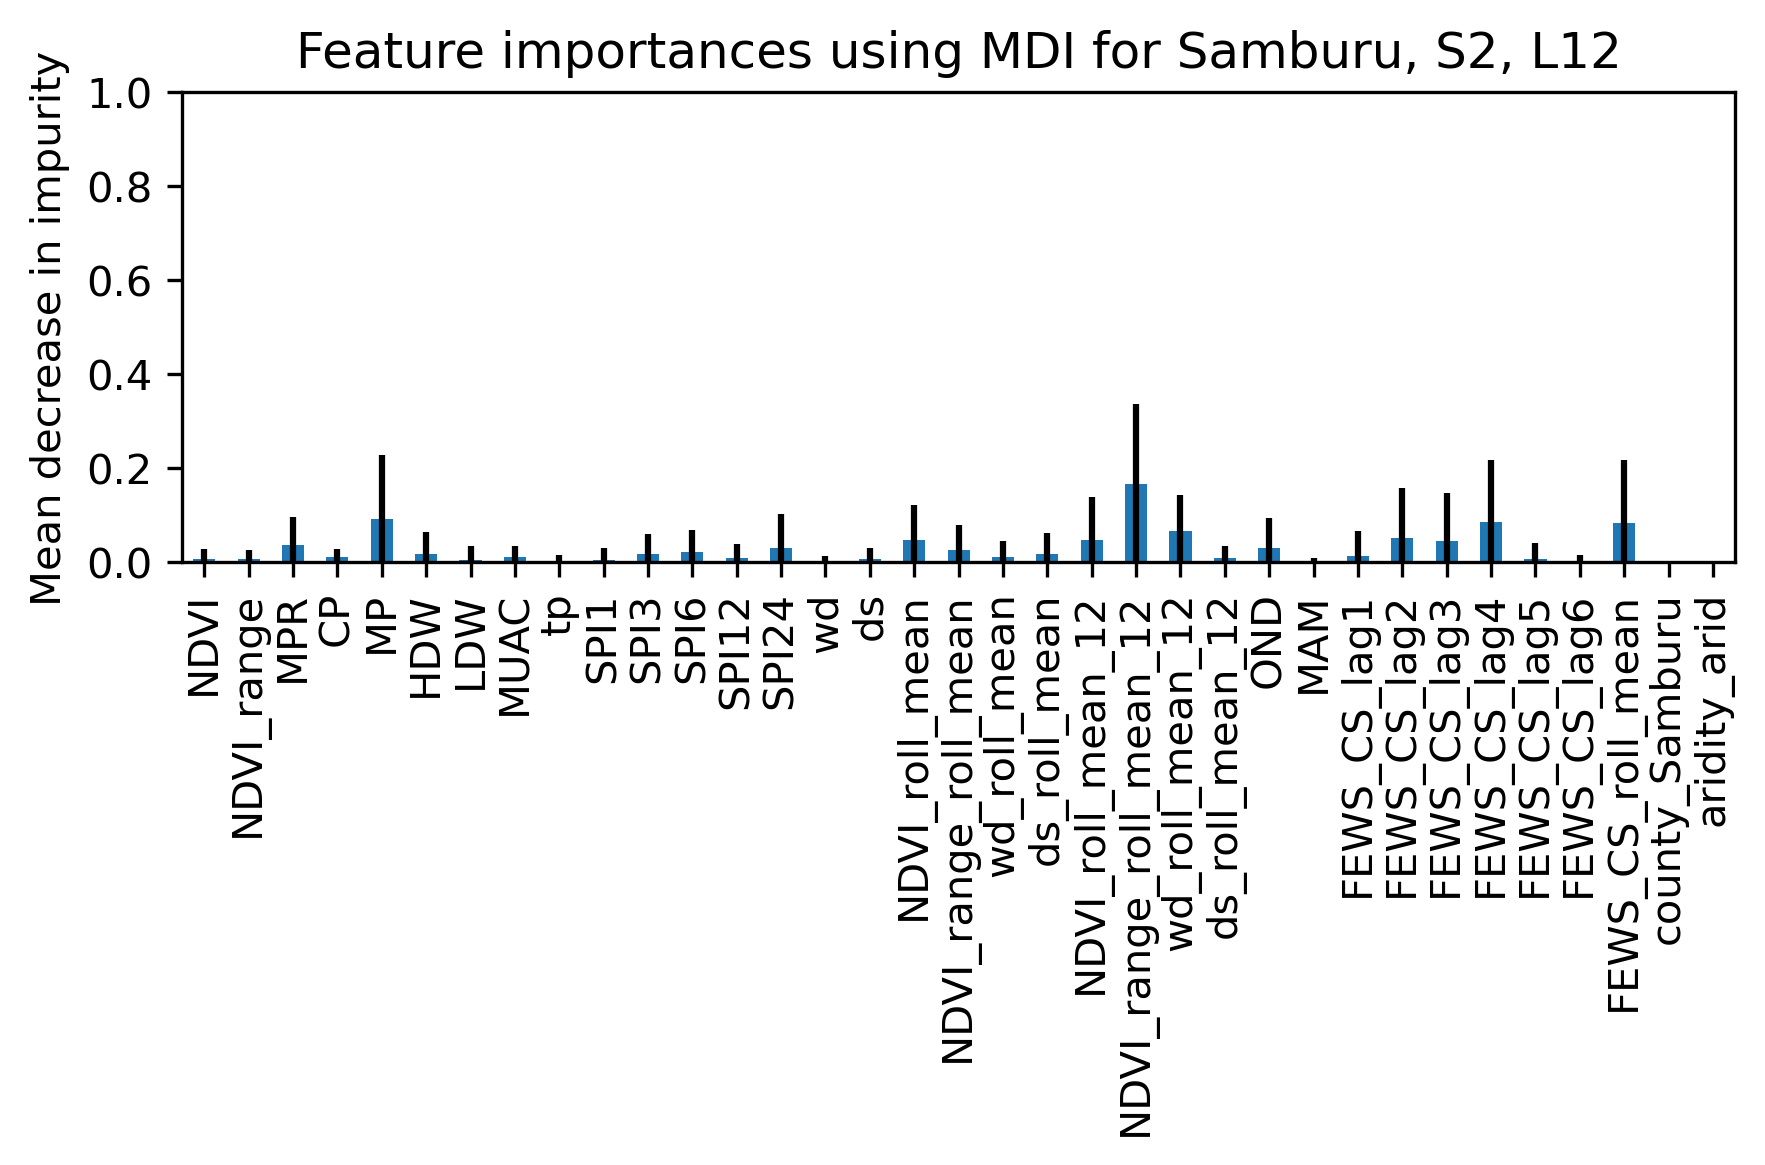 Feature importances using MDI for Samburu, S2, L12
Mean decrease in impurity
1.0
0.8
0.6
0.4
0.2
0.0
NDVI
NDVI_range
MPR
CP
MP
HDW
LDW
MUAC
tp
SPI1
SPI3
SPI6
SPI12
SPI24
wd
ds
NDVI_roll_mean
NDVI_range_roll_mean
wd_roll_mean
ds_roll_mean
NDVI_roll_mean_12
NDVI_range_roll_mean_12
wd_roll_mean_12
ds_roll_mean_12
OND
MAM
FEWS_CS_lag1
FEWS_CS_lag2
FEWS_CS_lag3
FEWS_CS_lag4
FEWS_CS_lag5
FEWS_CS_lag6
FEWS_CS_roll_mean
county_Samburu
aridity_arid